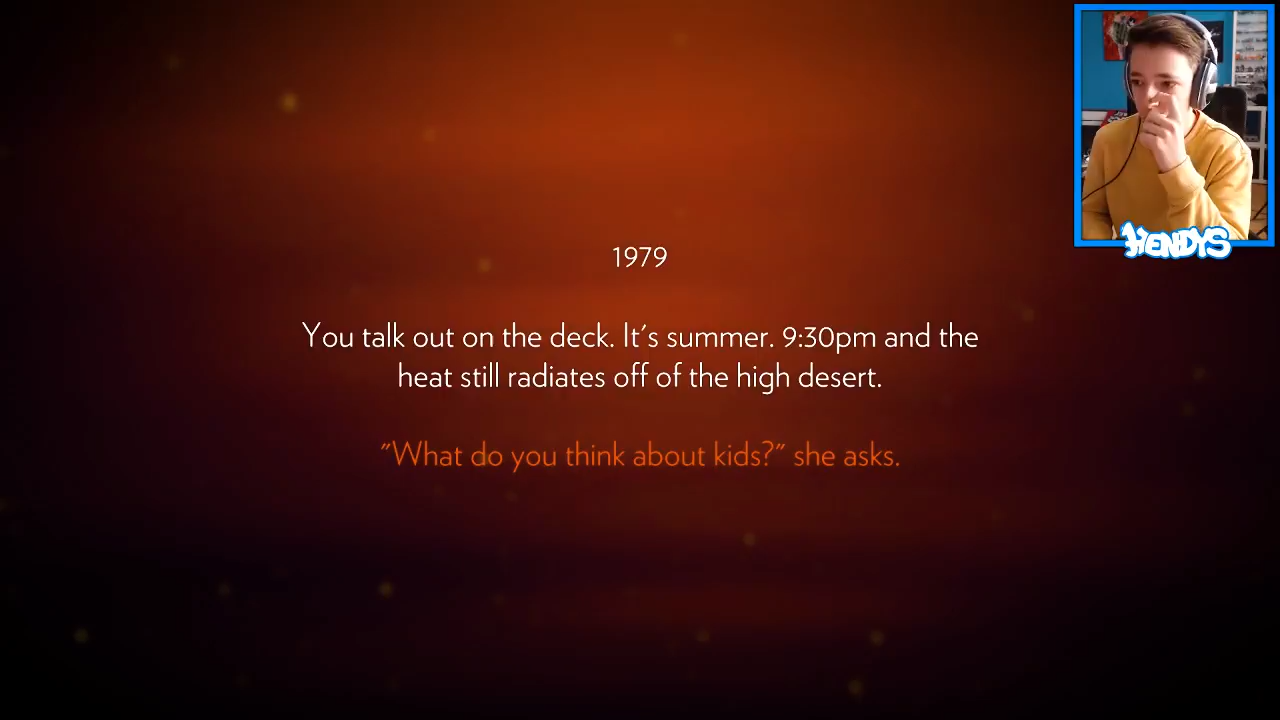 HENDYS
1979
You talk out on the deck. It's summer. 9:30pm and the
heat still radiates off of the high desert.
"What do you think about kids?" she asks.